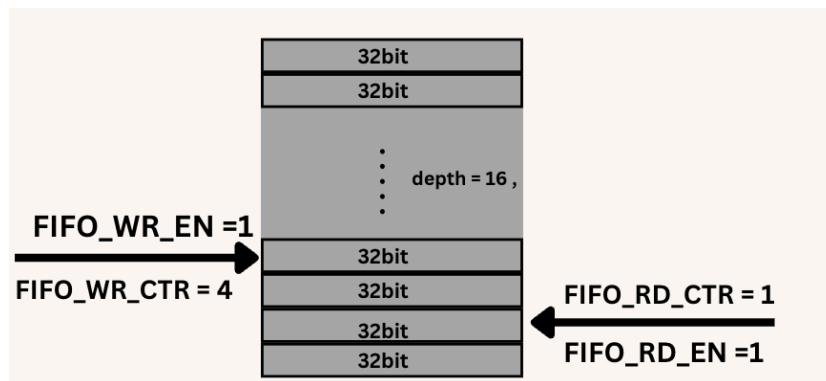 32bit
32bit
depth = 16 ,
FIFO_WR_EN =1
32bit
FIFO_WR_CTR = 4
32bit
FIFO_RD_CTR = 1
32bit
FIFO_RD_EN =1
32bit